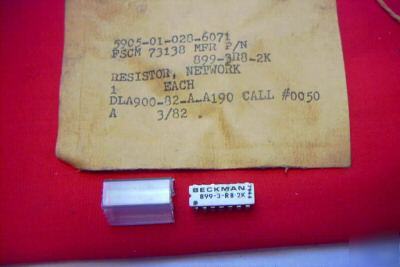 5905-01-028-6071
FSCM 73138 MFR P/N
899-3R8-2K
RESISTOR, NETWORK
1 EACH
DLA900-82-A-A190 CALL #0050
A 3/82
BECKMAN
899-3-R8-2K